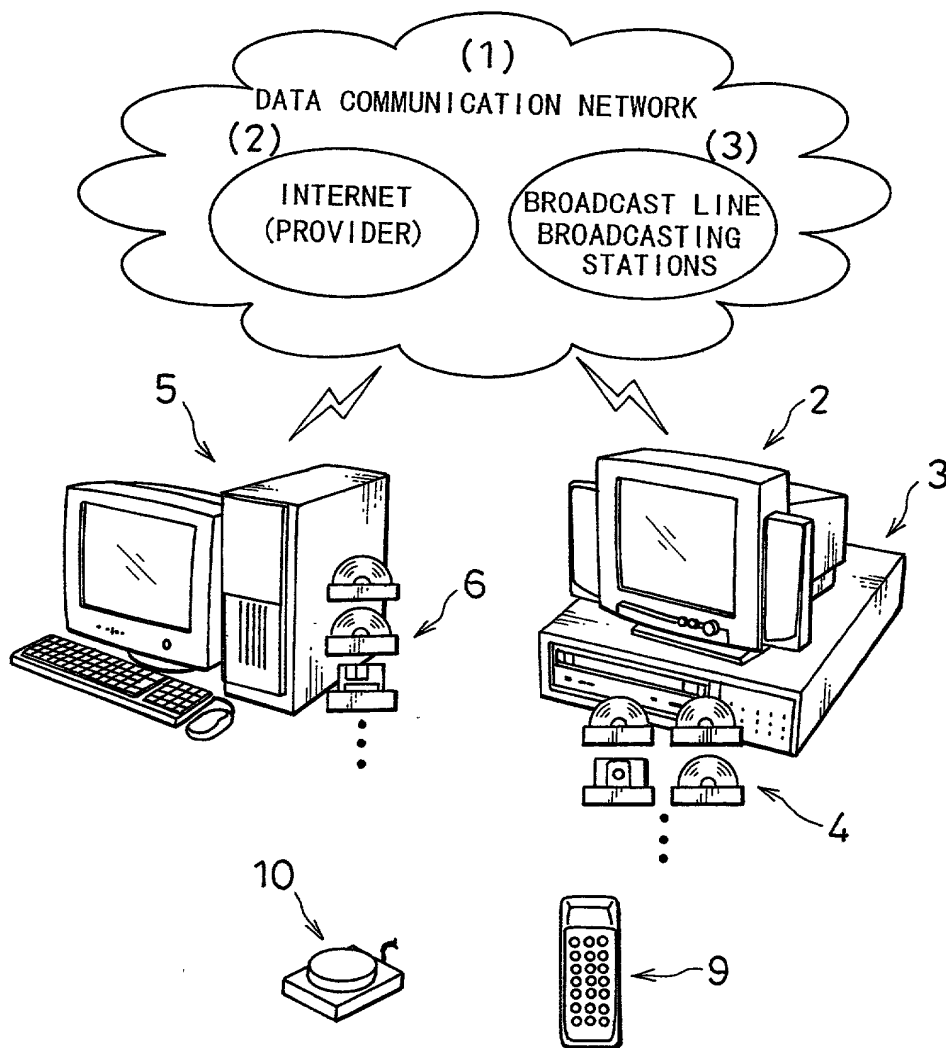 (1)
DATA COMMUNICATION NETWORK
(2)
(3)
INTERNET
(PROVIDER)
BROADCAST LINE
BROADCASTING
STATIONS
5
2
3
6
4
10
9